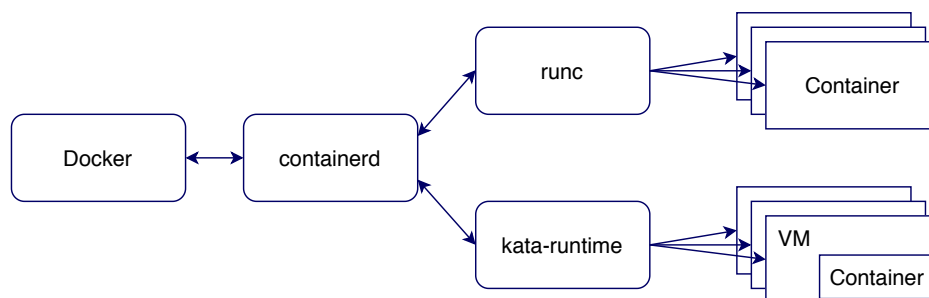 runc
Container
Docker
containerd
kata-runtime
VM
Container